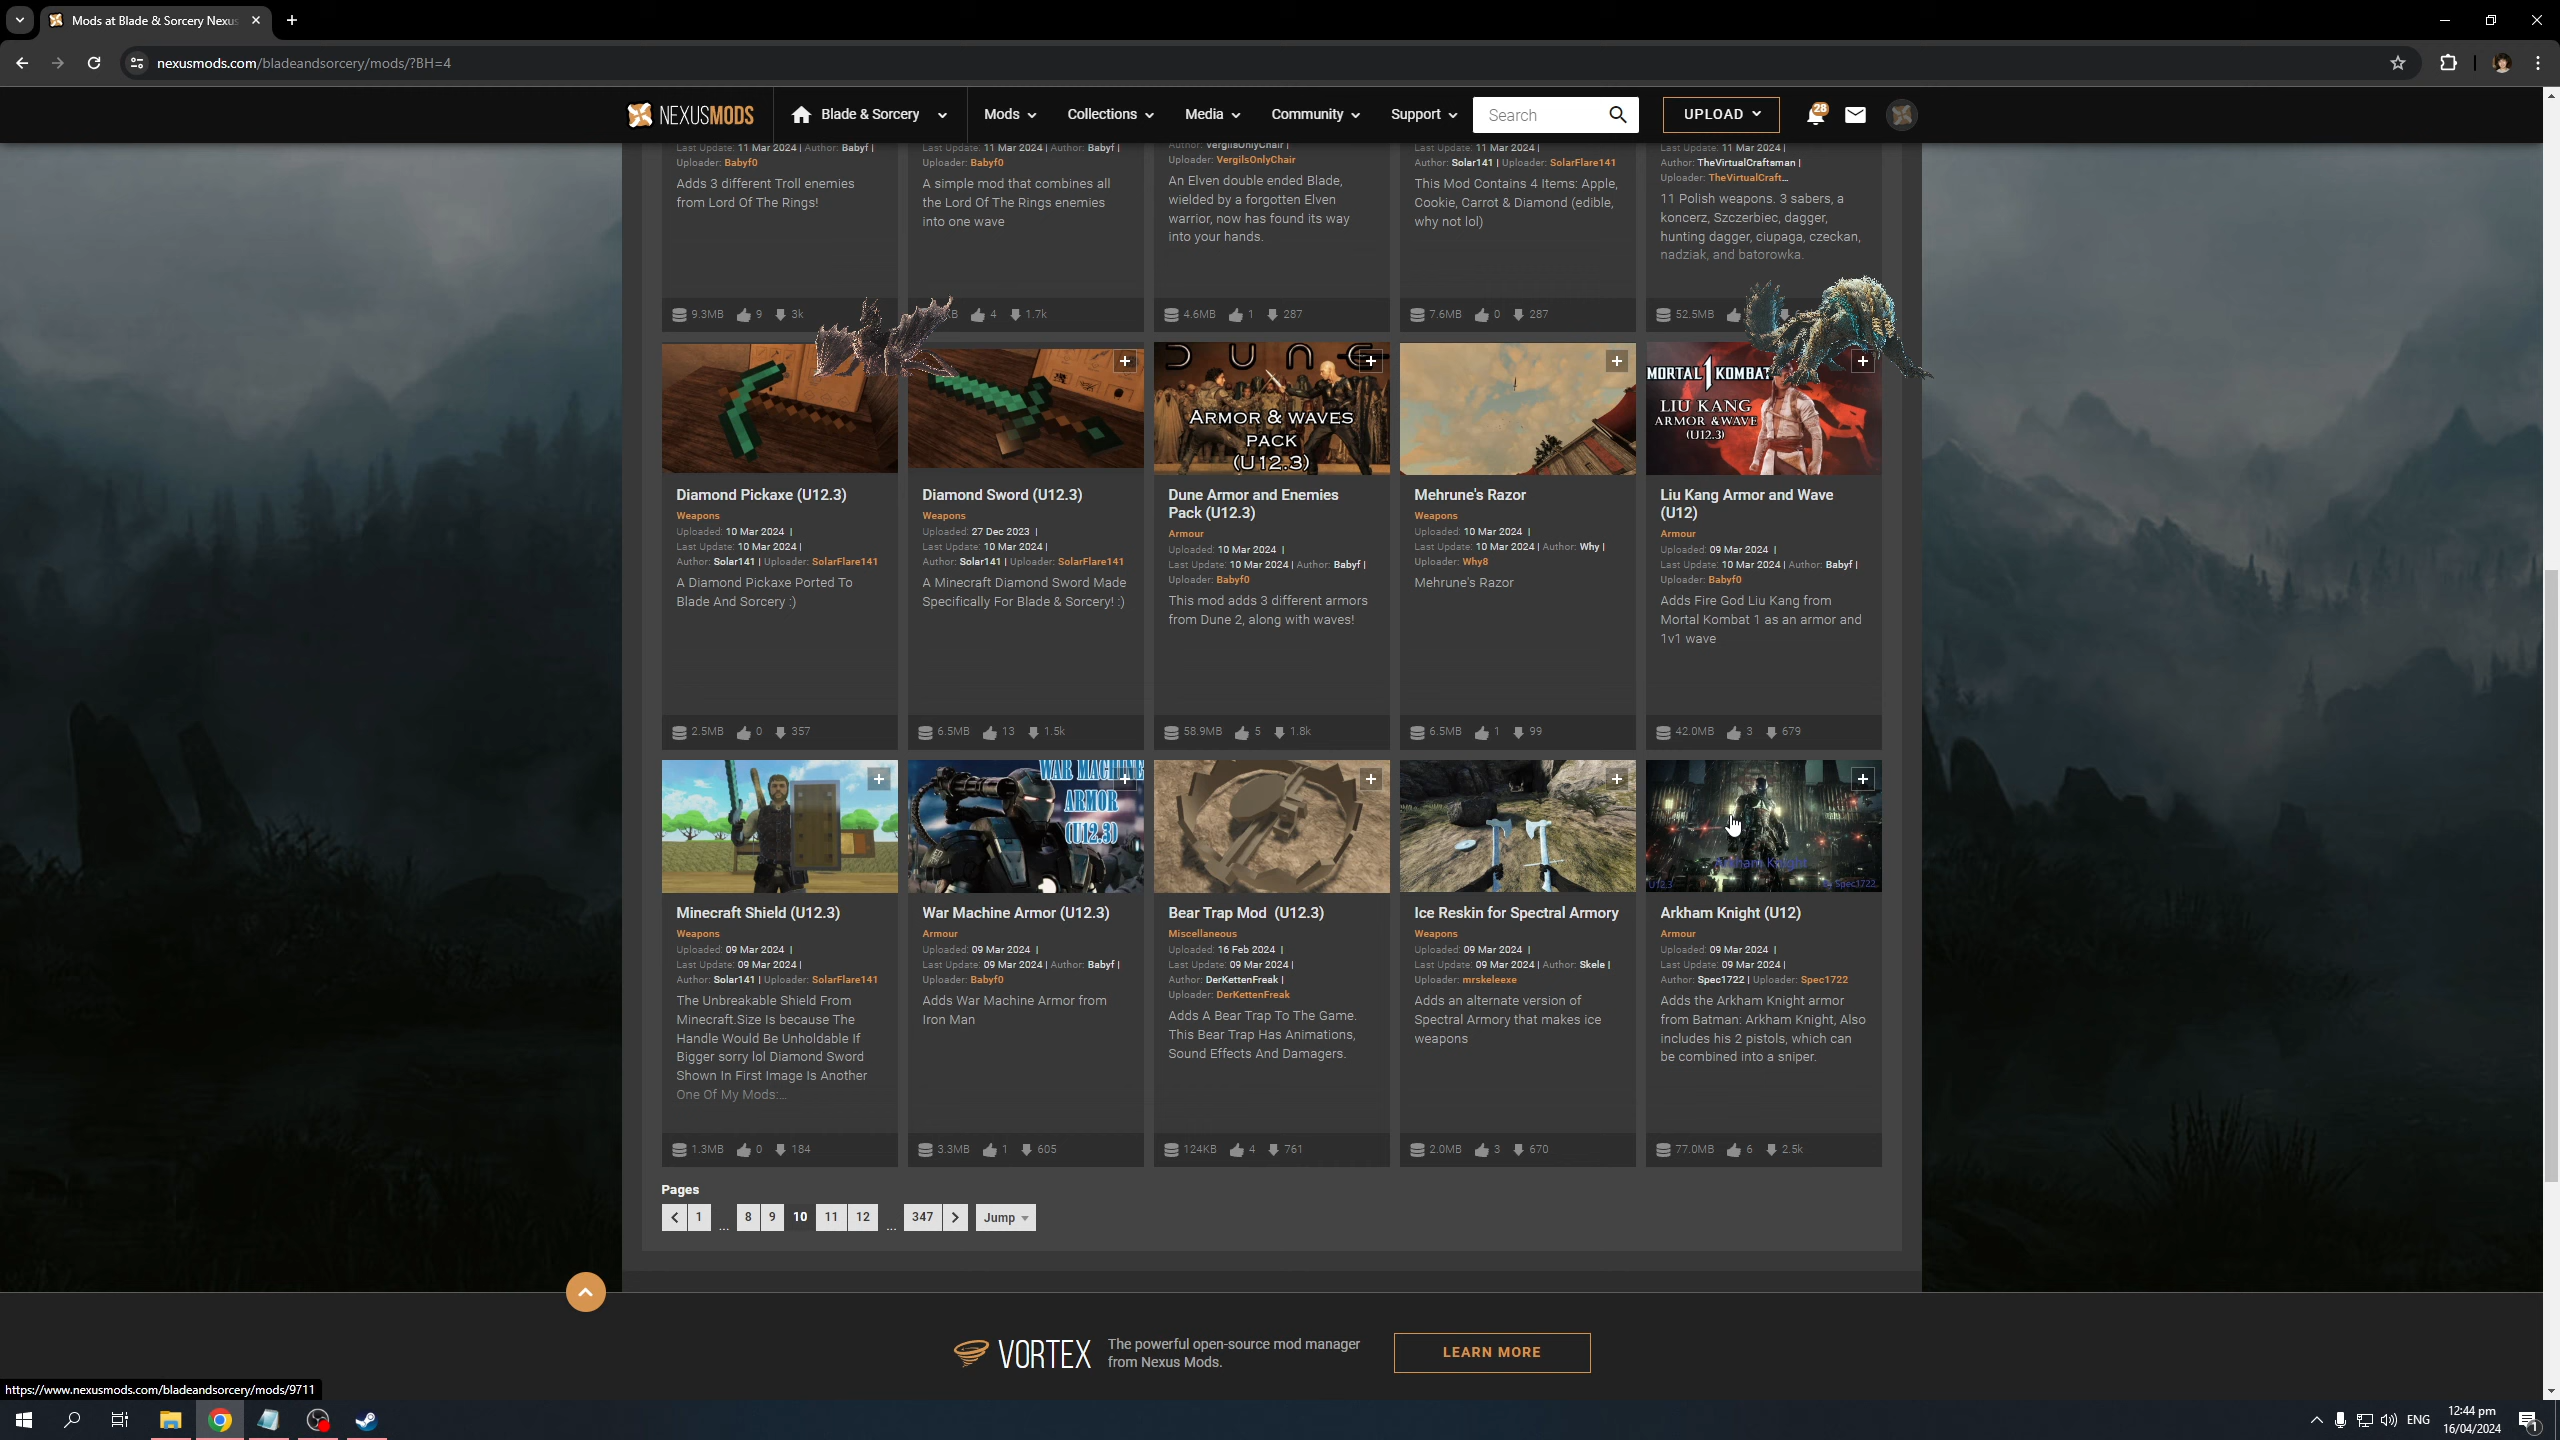 Mods at Blade & Sorcery Nexus
nexusmods.com/bladeandsorcery/mods/?BH=4
NEXUSMODS
Blade & Sorcery
Mods
Collections
Media
Community
Support
Search
UPLOAD
28
Last Update: 11 Mar 2024 | Author: Babyf |
Uploader: Babyf0
Adds 3 different Troll enemies
from Lord Of The Rings!
9.3MB 9 3k
Last Update: 11 Mar 2024 | Author: Babyf |
Uploader: Babyf0
A simple mod that combines all
the Lord Of The Rings enemies
into one wave
4 1.7k
Author: VergilsOnlyChair |
Uploader: VergilsOnlyChair
An Elven double ended Blade,
wielded by a forgotten Elven
warrior, now has found its way
into your hands.
4.6MB 1 287
Last Update: 11 Mar 2024 |
Author: Solar141 | Uploader: SolarFlare141
This Mod Contains 4 Items: Apple,
Cookie, Carrot & Diamond (edible,
why not lol)
7.6MB 0 287
Last Update: 11 Mar 2024 |
Author: TheVirtualCraftsman |
Uploader: TheVirtualCraft...
11 Polish weapons. 3 sabers, a
koncerz, Szczerbiec, dagger,
hunting dagger, ciupaga, czeckan,
nadziak, and batorowka.
52.5MB
Diamond Pickaxe (U12.3)
Weapons
Uploaded: 10 Mar 2024 |
Last Update: 10 Mar 2024 |
Author: Solar141 | Uploader: SolarFlare141
A Diamond Pickaxe Ported To
Blade And Sorcery :)
2.5MB 0 357
Diamond Sword (U12.3)
Weapons
Uploaded: 27 Dec 2023 |
Last Update: 10 Mar 2024 |
Author: Solar141 | Uploader: SolarFlare141
A Minecraft Diamond Sword Made
Specifically For Blade & Sorcery! :)
6.5MB 13 1.5k
DUNE
ARMOR & WAVES
PACK
(U12.3)
Dune Armor and Enemies
Pack (U12.3)
Armour
Uploaded: 10 Mar 2024 |
Last Update: 10 Mar 2024 | Author: Babyf |
Uploader: Babyf0
This mod adds 3 different armors
from Dune 2, along with waves!
58.9MB 5 1.8k
Mehrune's Razor
Weapons
Uploaded: 10 Mar 2024 |
Last Update: 10 Mar 2024 | Author: Why |
Uploader: Why8
Mehrune's Razor
6.5MB 1 99
MORTAL KOMBAT 1
LIU KANG
ARMOR & WAVE
(U12.3)
Liu Kang Armor and Wave
(U12)
Armour
Uploaded: 09 Mar 2024 |
Last Update: 10 Mar 2024 | Author: Babyf |
Uploader: Babyf0
Adds Fire God Liu Kang from
Mortal Kombat 1 as an armor and
1v1 wave
42.0MB 3 679
Minecraft Shield (U12.3)
Weapons
Uploaded: 09 Mar 2024 |
Last Update: 09 Mar 2024 |
Author: Solar141 | Uploader: SolarFlare141
The Unbreakable Shield From
Minecraft.Size Is because The
Handle Would Be Unholdable If
Bigger sorry lol Diamond Sword
Shown In First Image Is Another
One Of My Mods:...
1.3MB 0 184
WAR MACHINE
ARMOR
(U12.3)
War Machine Armor (U12.3)
Armour
Uploaded: 09 Mar 2024 |
Last Update: 09 Mar 2024 | Author: Babyf |
Uploader: Babyf0
Adds War Machine Armor from
Iron Man
3.3MB 1 605
Bear Trap Mod (U12.3)
Miscellaneous
Uploaded: 16 Feb 2024 |
Last Update: 09 Mar 2024 |
Author: DerKettenFreak |
Uploader: DerKettenFreak
Adds A Bear Trap To The Game.
This Bear Trap Has Animations,
Sound Effects And Damagers.
124KB 4 761
Ice Reskin for Spectral Armory
Weapons
Uploaded: 09 Mar 2024 |
Last Update: 09 Mar 2024 | Author: Skele |
Uploader: mrskeleexe
Adds an alternate version of
Spectral Armory that makes ice
weapons
2.0MB 3 670
Arkham Knight
U12.3
Spec1722
Arkham Knight (U12)
Armour
Uploaded: 09 Mar 2024 |
Last Update: 09 Mar 2024 |
Author: Spec1722 | Uploader: Spec1722
Adds the Arkham Knight armor
from Batman: Arkham Knight, Also
includes his 2 pistols, which can
be combined into a sniper.
77.0MB 6 2.5k
Pages
1 ... 8 9 10 11 12 ... 347 Jump
VORTEX
The powerful open-source mod manager
from Nexus Mods.
LEARN MORE
https://www.nexusmods.com/bladeandsorcery/mods/9711
ENG
12:44 pm
16/04/2024
1